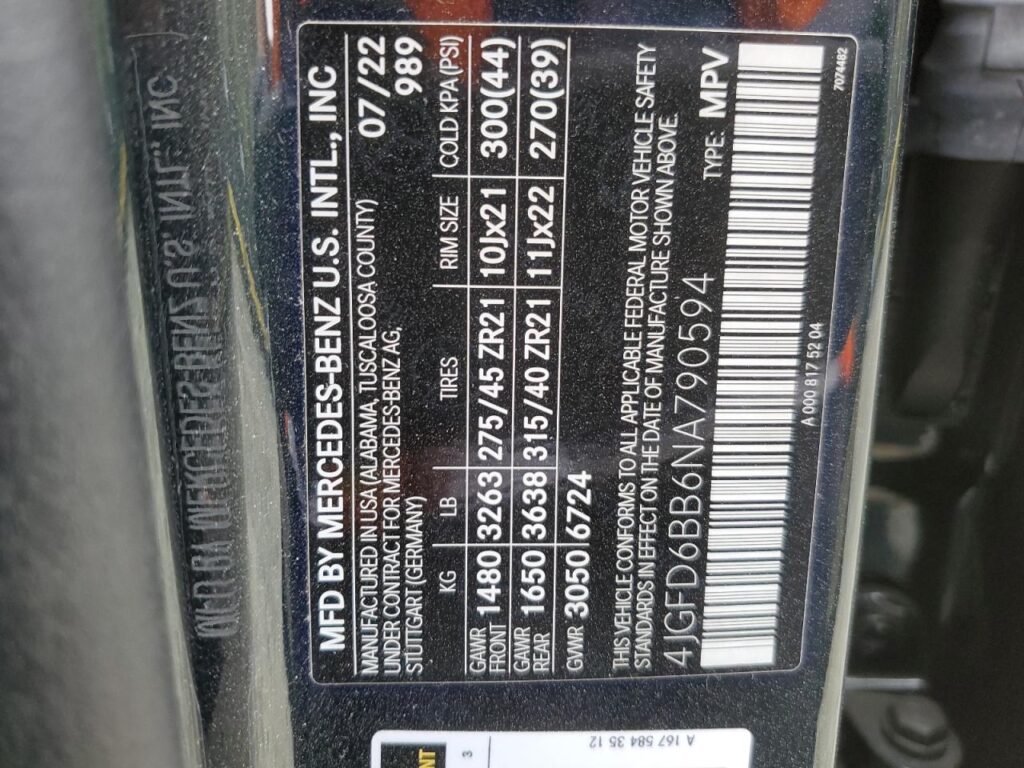 MFD BY MERCEDES-BENZ U.S. INTL., INC
MANUFACTURED IN USA (ALABAMA, TUSCALOOSA COUNTY) 07/22
UNDER CONTRACT FOR MERCEDES-BENZ AG, 989
STUTTGART (GERMANY)
KG LB TIRES RIM SIZE COLD KPA (PSI)
GAWR FRONT 1480 3263 275/45 ZR21 10Jx21 300(44)
GAWR REAR 1650 3638 315/40 ZR21 11Jx22 270(39)
GVWR 3050 6724
THIS VEHICLE CONFORMS TO ALL APPLICABLE FEDERAL MOTOR VEHICLE SAFETY
STANDARDS IN EFFECT ON THE DATE OF MANUFACTURE SHOWN ABOVE.
4JGFD6BB6NA790594 TYPE: MPV
A 000 817 52 04 7074482
A 167 584 35 12
3